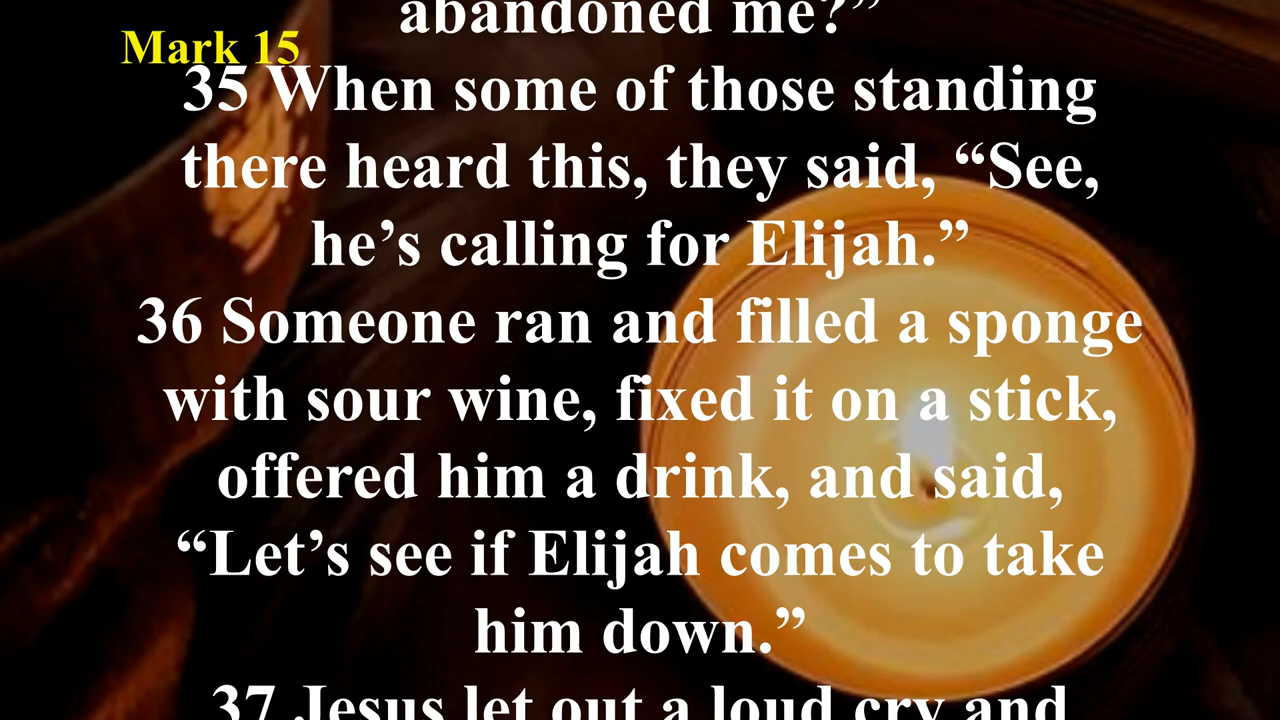 abandoned me?”
Mark 15
35 When some of those standing
there heard this, they said, “See,
he’s calling for Elijah.”
36 Someone ran and filled a sponge
with sour wine, fixed it on a stick,
offered him a drink, and said,
“Let’s see if Elijah comes to take
him down.”
37 Jesus let out a loud cry and